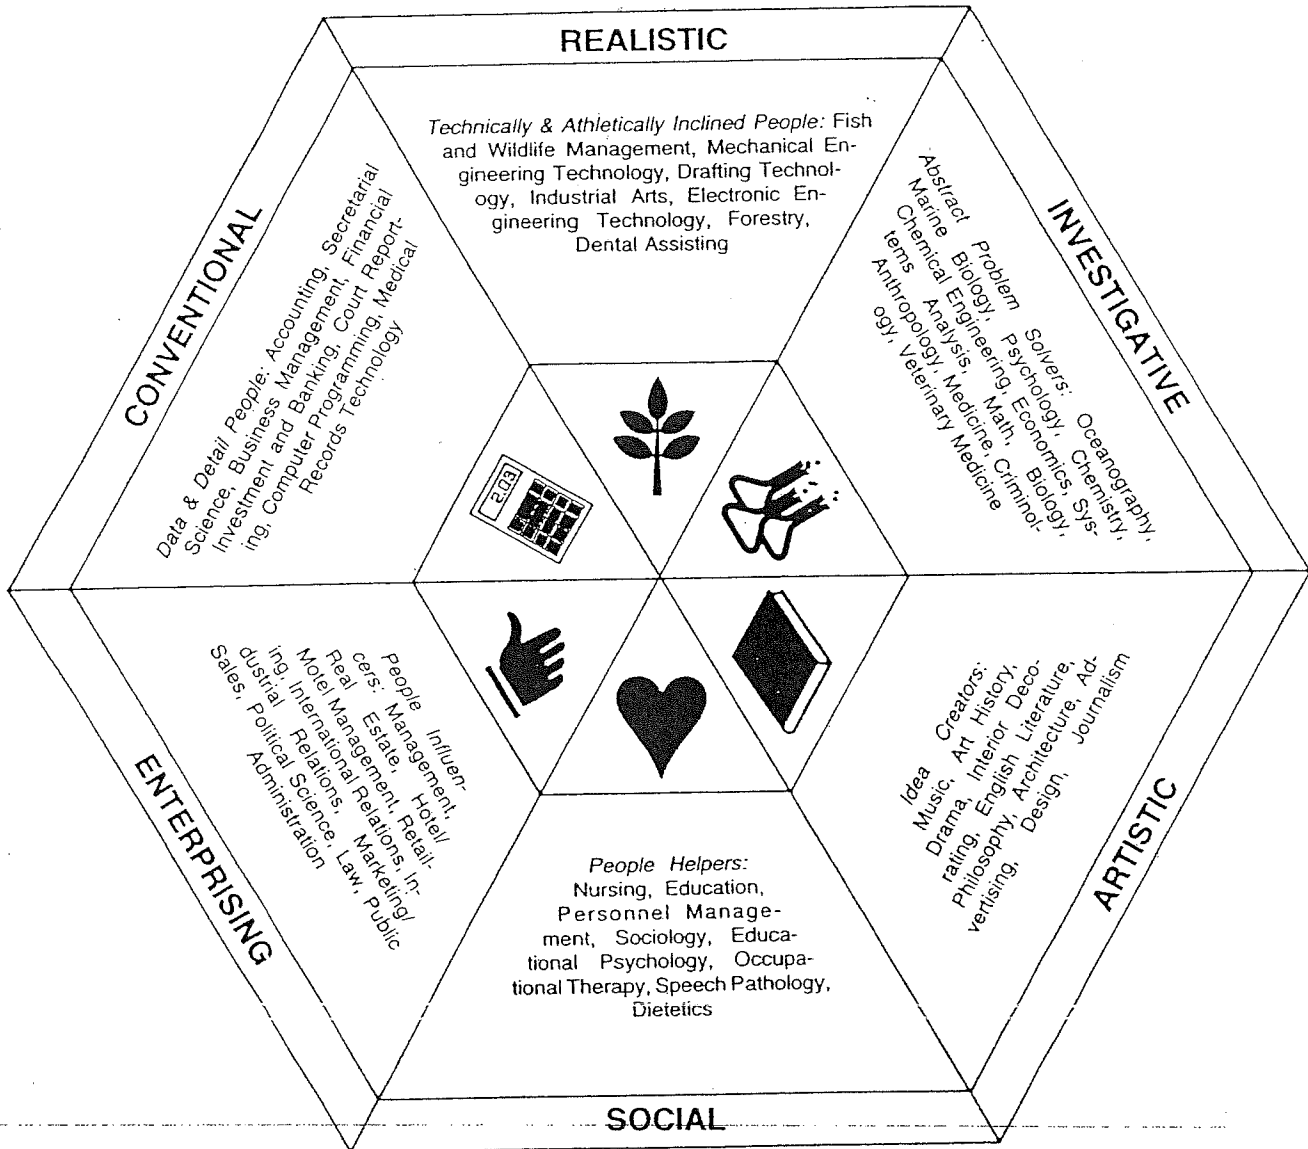 REALISTIC
Technically & Athletically Inclined People: Fish
and Wildlife Management, Mechanical En-
gineering Technology, Drafting Technol-
ogy, Industrial Arts, Electronic En-
gineering Technology, Forestry,
Dental Assisting
INVESTIGATIVE
Abstract Problem Solvers: Oceanography,
Marine Biology, Psychology, Chemistry,
Chemical Engineering, Economics, Sys-
tems Analysis, Math, Biology,
Anthropology, Medicine, Criminol-
ogy, Veterinary Medicine
ARTISTIC
Idea Creators:
Music, Art History,
Drama, Interior Deco-
rating, English Literature,
Philosophy, Architecture, Ad-
vertising, Design, Journalism
SOCIAL
People Helpers:
Nursing, Education,
Personnel Manage-
ment, Sociology, Educa-
tional Psychology, Occupa-
tional Therapy, Speech Pathology,
Dietetics
ENTERPRISING
People Influen-
cers: Management,
Real Estate, Hotel/
Motel Management, Retail-
ing, International Relations, In-
dustrial Relations, Marketing/
Sales, Political Science, Law, Public
Administration
CONVENTIONAL
Data & Detail People: Accounting, Secretarial
Science, Business Management, Financial
Investment and Banking, Court Report-
ing, Computer Programming, Medical
Records Technology
2.03